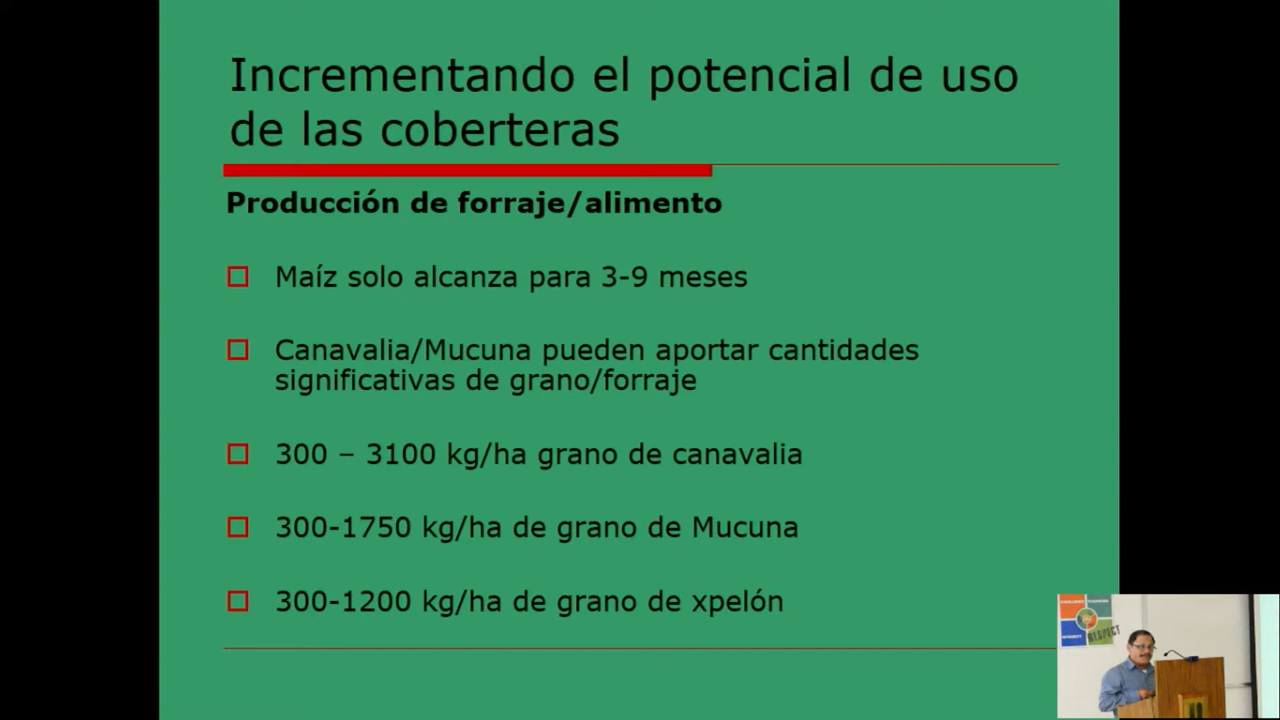 Incrementando el potencial de uso
de las coberteras
Producción de forraje/alimento
Maíz solo alcanza para 3-9 meses
Canavalia/Mucuna pueden aportar cantidades
significativas de grano/forraje
300 – 3100 kg/ha grano de canavalia
300-1750 kg/ha de grano de Mucuna
300-1200 kg/ha de grano de xpelón
RESPECT